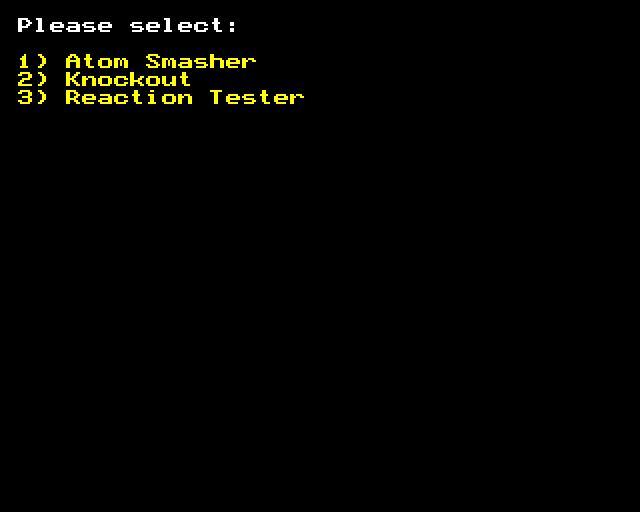 Please select:
1) Atom Smasher
2) Knockout
3) Reaction Tester